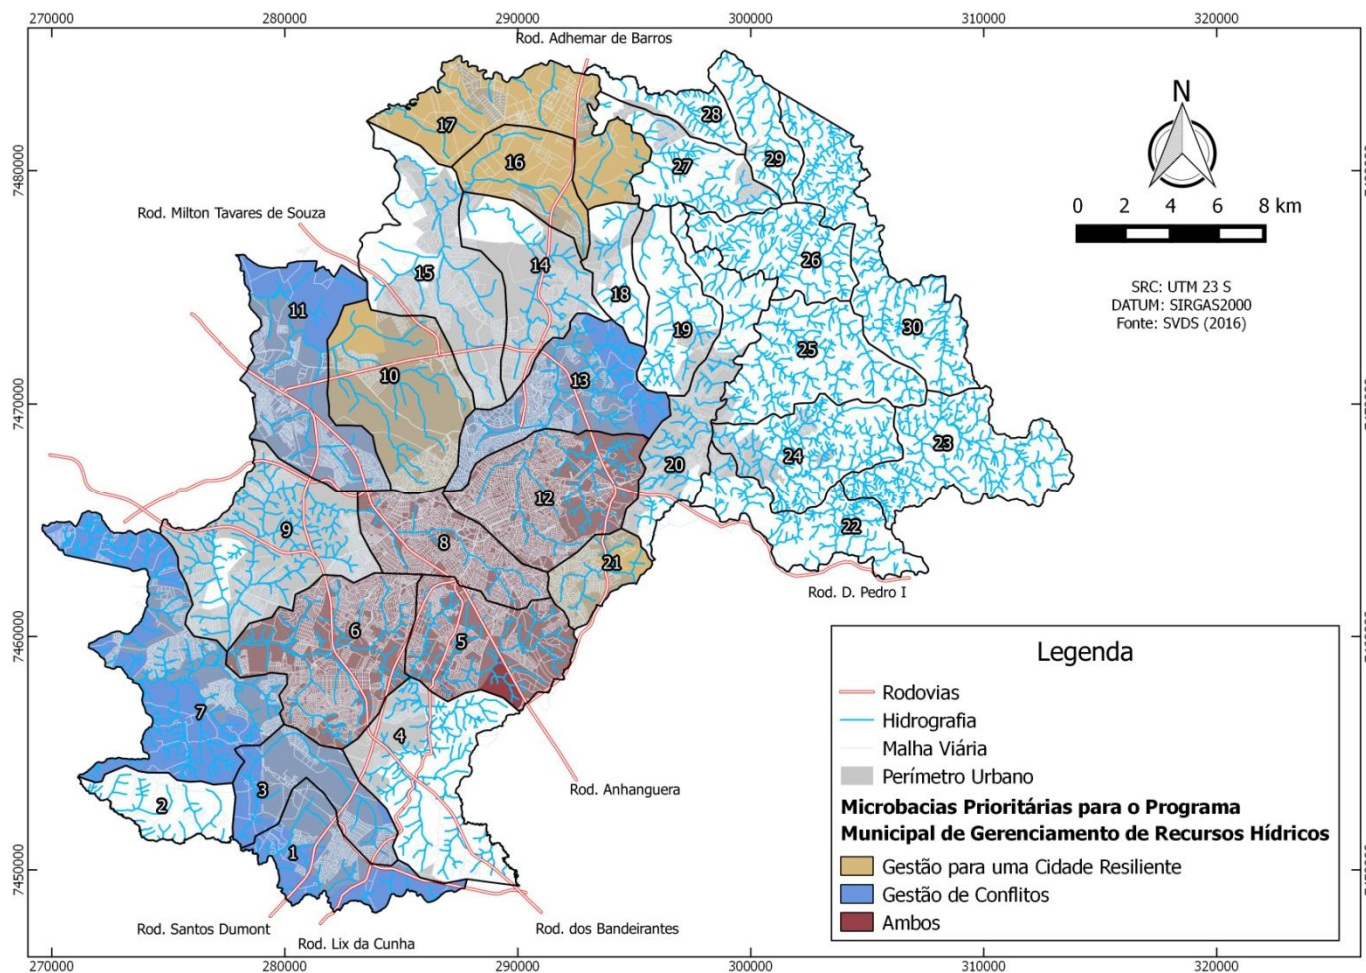 270000
280000
290000
300000
310000
320000
Rod. Adhemar de Barros
N
17
28
16
29
7480000
27
0 2 4 6 8 km
Rod. Milton Tavares de Souza
26
14
15
18
SRC: UTM 23 S
DATUM: SIRGAS2000
Fonte: SVDS (2016)
11
30
19
25
10
13
7470000
23
24
20
12
22
9
8
21
Rod. D. Pedro I
7460000
6
5
Legenda
Rodovias
7
Hidrografia
4
Malha Viária
Perímetro Urbano
Rod. Anhanguera
3
2
Microbacias Prioritárias para o Programa
Municipal de Gerenciamento de Recursos Hídricos
1
Gestão para uma Cidade Resiliente
7450000
Gestão de Conflitos
Ambos
Rod. Santos Dumont
Rod. dos Bandeirantes
Rod. Lix da Cunha
270000
280000
290000
300000
310000
320000